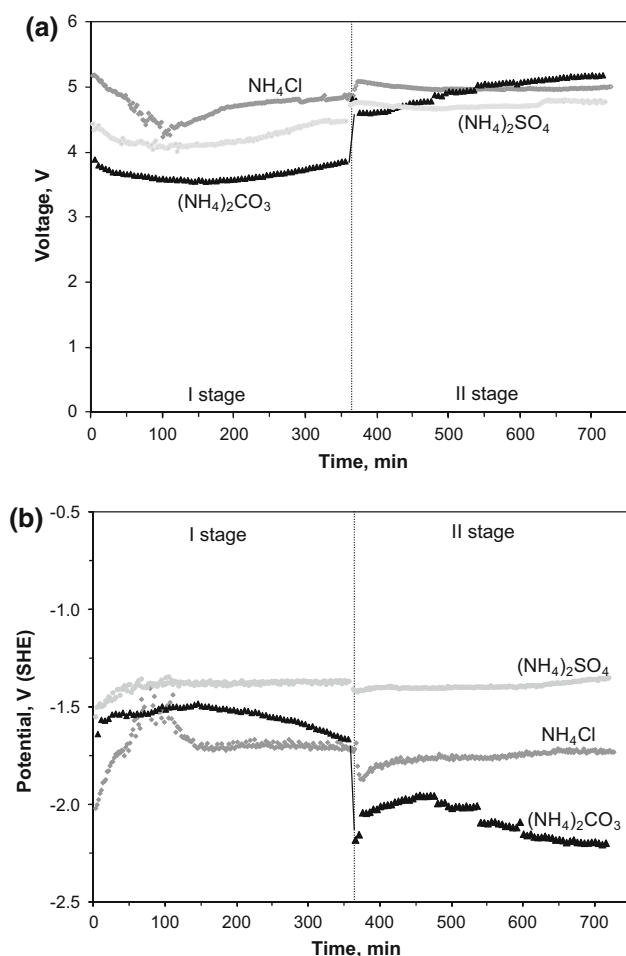 (a)
6
5
4
3
2
1
0
Voltage, V
NH₄Cl
(NH₄)₂SO₄
(NH₄)₂CO₃
I stage
II stage
0 100 200 300 400 500 600 700
Time, min
(b)
-0.5
-1.0
-1.5
-2.0
-2.5
Potential, V (SHE)
I stage
II stage
(NH₄)₂SO₄
NH₄Cl
(NH₄)₂CO₃
0 100 200 300 400 500 600 700
Time, min